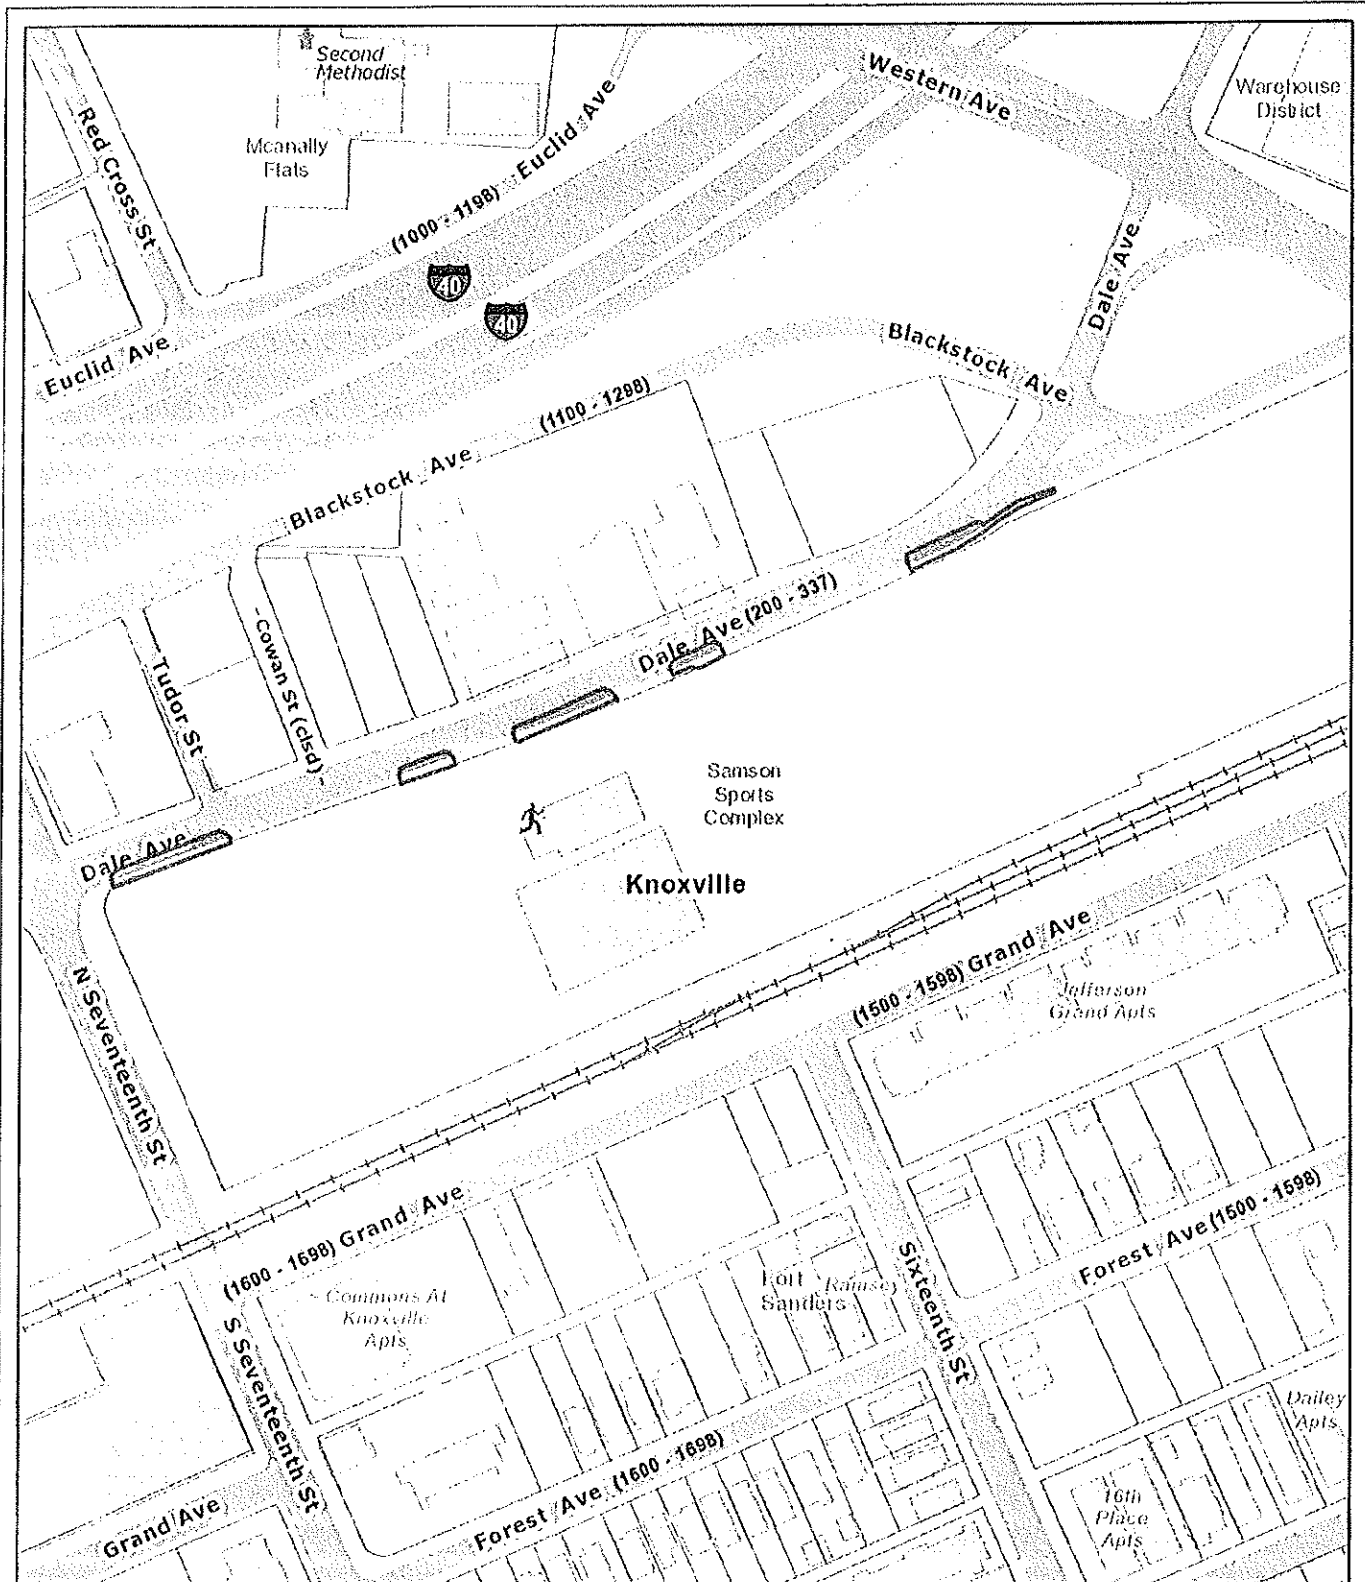 Second
Methodist
Western Ave
Warehouse
District
Red Cross St
Mcanally
Flats
Euclid Ave
(1000 - 1198)
40
40
Dale Ave
Euclid Ave
Blackstock Ave
(1100 - 1298)
Blackstock Ave
Dale Ave (200 - 337)
Tudor St
- Cowan St (clsd) -
Samson
Sports
Complex
Dale Ave
Knoxville
N Seventeenth St
(1500 - 1598) Grand Ave
Jefferson
Grand Apts
(1600 - 1698) Grand Ave
Forest Ave (1500 - 1598)
Commons At
Knoxville
Apts
Fort
Sanders
Ramsey
Sixteenth St
S Seventeenth St
Dailey
Apts
Grand Ave
Forest Ave (1600 - 1698)
16th
Place
Apts